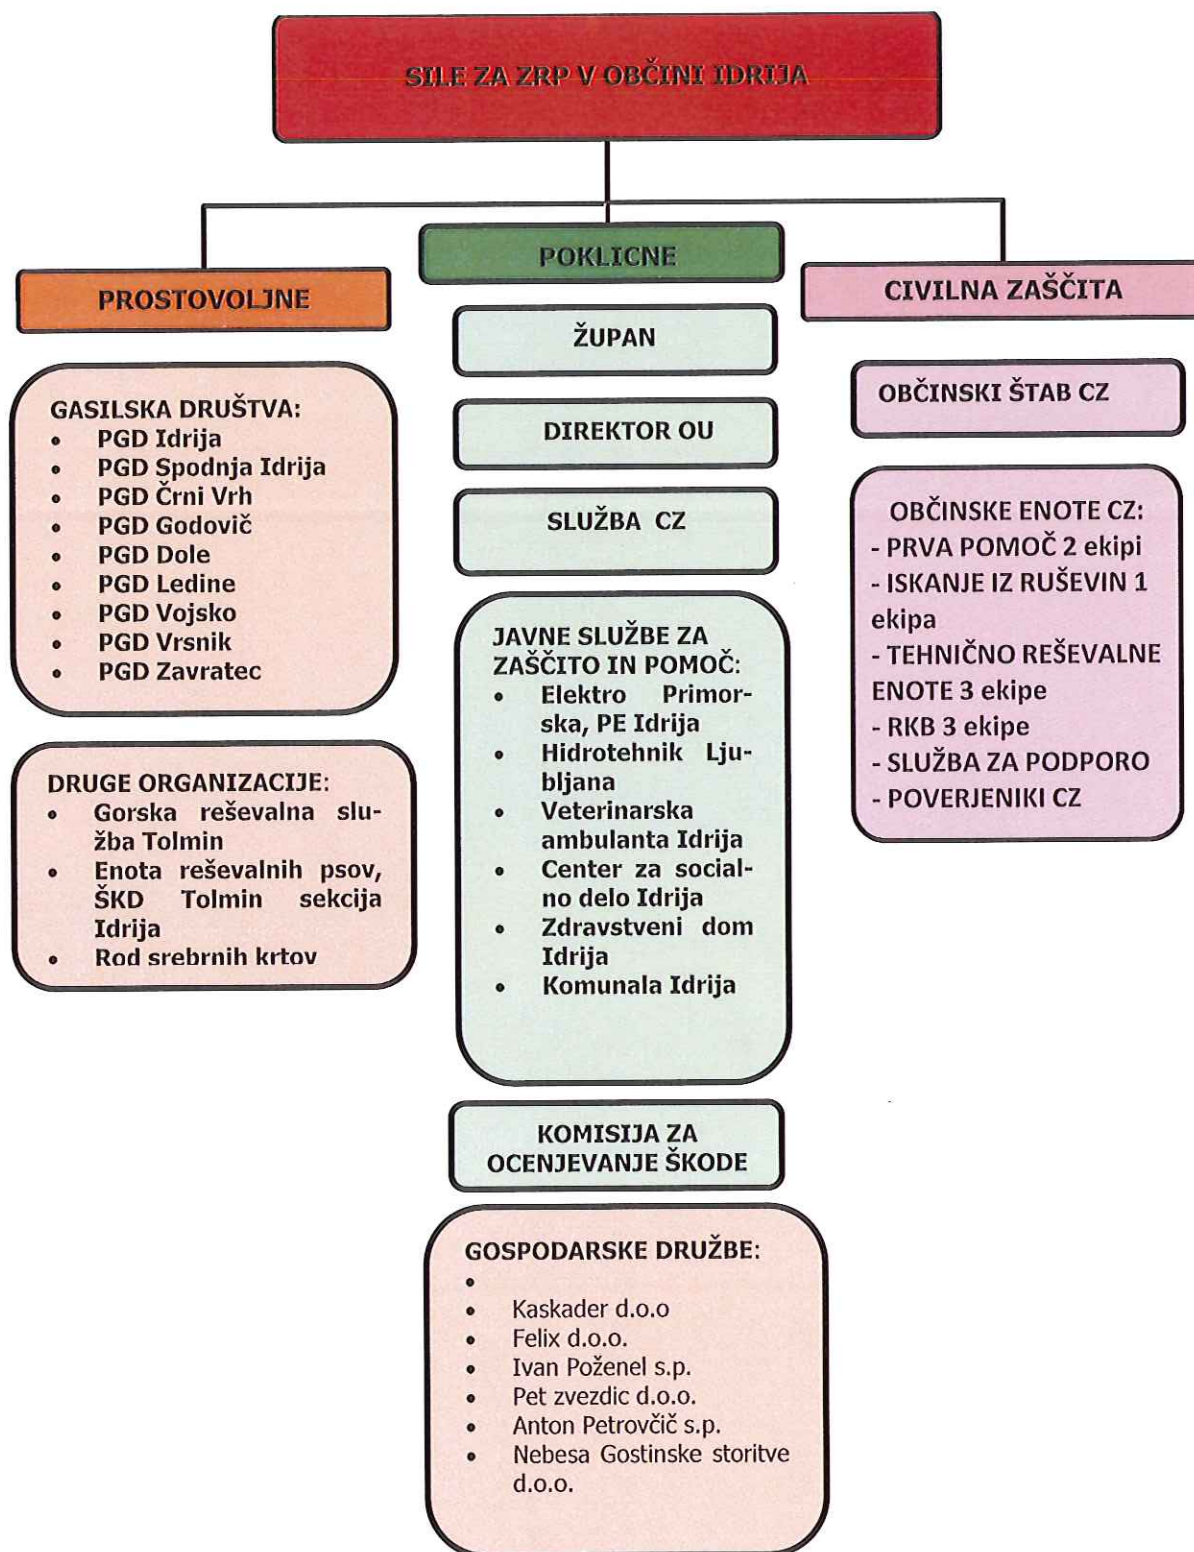 SILE ZA ZRP V OBČINI IDRIJA
PROSTOVOLJNE
GASILSKA DRUŠTVA:
• PGD Idrija
• PGD Spodnja Idrija
• PGD Črni Vrh
• PGD Godovič
• PGD Dole
• PGD Ledine
• PGD Vojsko
• PGD Vrsnik
• PGD Zavratec
DRUGE ORGANIZACIJE:
• Gorska reševalna slu-
žba Tolmin
• Enota reševalnih psov,
ŠKD Tolmin sekcija
Idrija
• Rod srebrnih krtov
POKLICNE
ŽUPAN
DIREKTOR OU
SLUŽBA CZ
JAVNE SLUŽBE ZA
ZAŠČITO IN POMOČ:
• Elektro Primor-
ska, PE Idrija
• Hidrotehnik Lju-
bljana
• Veterinarska
ambulanta Idrija
• Center za social-
no delo Idrija
• Zdravstveni dom
Idrija
• Komunala Idrija
KOMISIJA ZA
OCENJEVANJE ŠKODE
GOSPODARSKE DRUŽBE:
•
• Kaskader d.o.o
• Felix d.o.o.
• Ivan Poženel s.p.
• Pet zvezdic d.o.o.
• Anton Petrovčič s.p.
• Nebesa Gostinske storitve
d.o.o.
CIVILNA ZAŠČITA
OBČINSKI ŠTAB CZ
OBČINSKE ENOTE CZ:
- PRVA POMOČ 2 ekipi
- ISKANJE IZ RUŠEVIN 1
ekipa
- TEHNIČNO REŠEVALNE
ENOTE 3 ekipe
- RKB 3 ekipe
- SLUŽBA ZA PODPORO
- POVERJENIKI CZ